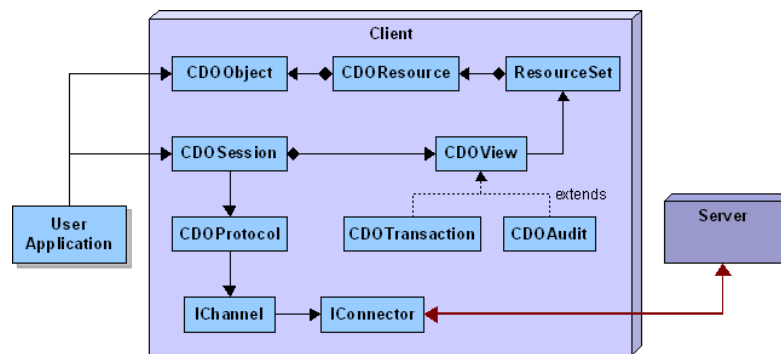 Client
CDOObject
CDOResource
ResourceSet
CDOSession
CDOView
extends
User
Application
CDOProtocol
CDOTransaction
CDOAudit
Server
IChannel
IConnector